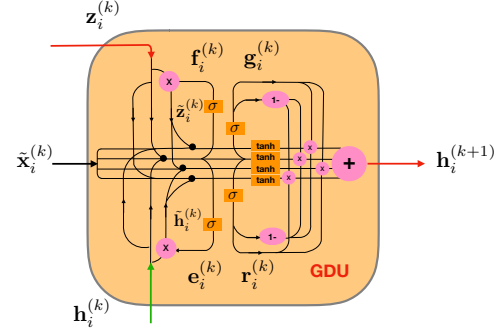 z_i^(k)
f_i^(k) g_i^(k)
x 1-
z̃_i^(k) σ
σ
x̃_i^(k) tanh x
tanh x + h_i^(k+1)
tanh x
tanh x
σ σ
h̃_i^(k)
x 1-
e_i^(k) r_i^(k) GDU
h_i^(k)